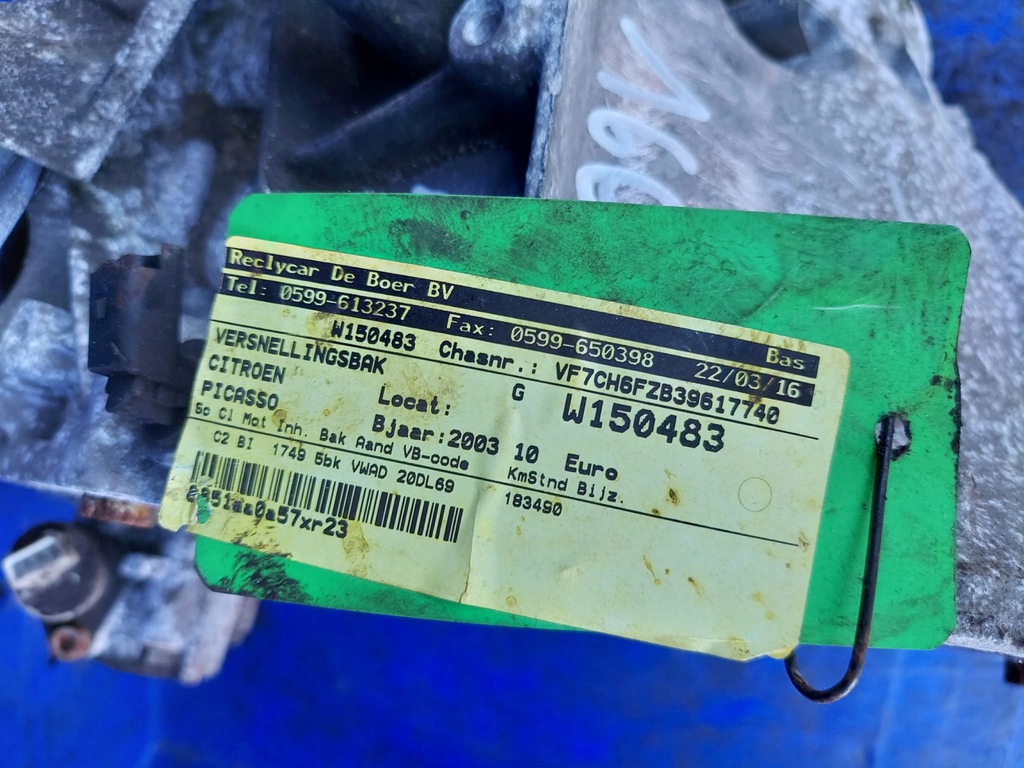 Reclycar De Boer BV
Bas
Tel: 0599-613237 Fax: 0599-650398 22/03/16
W150483 Chasnr.: VF7CH6FZB39617740
VERSNELLINGSBAK
CITROEN Locat: G W150483
PICASSO Bjaar:2003 10 Euro
So Cl Mot Inh. Bak Aand VB-code KmStnd Bijz.
C2 BI 1749 5bk VWAD 20DL69 183490